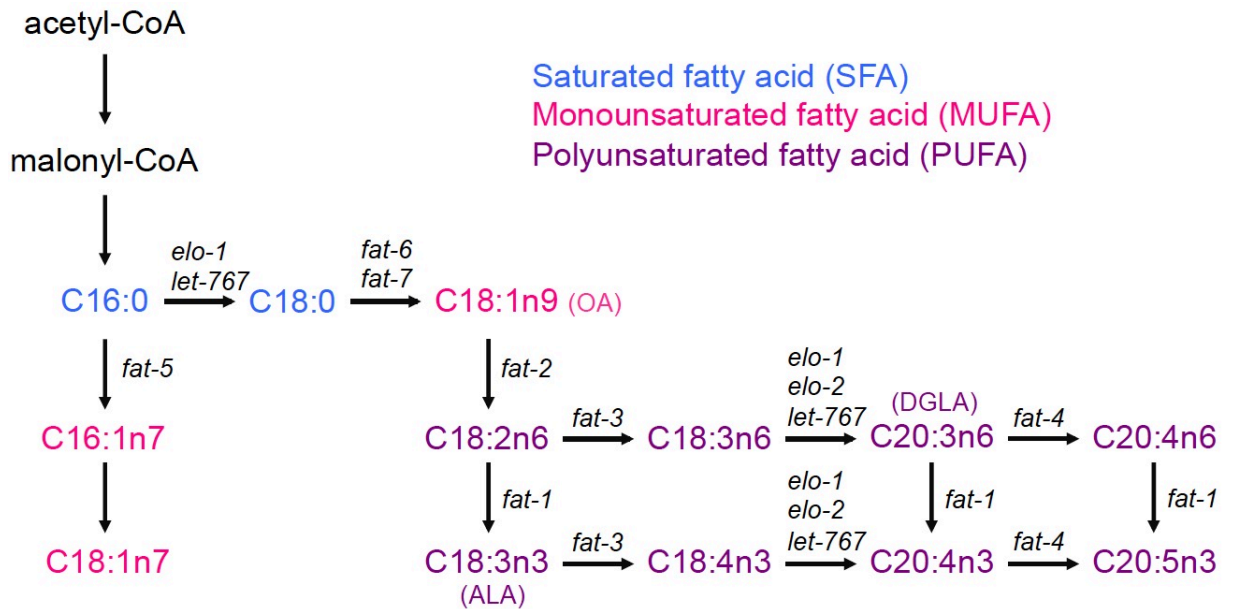 acetyl-CoA
Saturated fatty acid (SFA)
Monounsaturated fatty acid (MUFA)
Polyunsaturated fatty acid (PUFA)
malonyl-CoA
elo-1
let-767
fat-6
fat-7
C16:0
C18:0
C18:1n9 (OA)
fat-5
fat-2
elo-1
elo-2
let-767
(DGLA)
C16:1n7
C18:2n6
fat-3
C18:3n6
C20:3n6
fat-4
C20:4n6
fat-1
elo-1
elo-2
let-767
fat-1
fat-1
C18:1n7
C18:3n3
(ALA)
fat-3
C18:4n3
C20:4n3
fat-4
C20:5n3